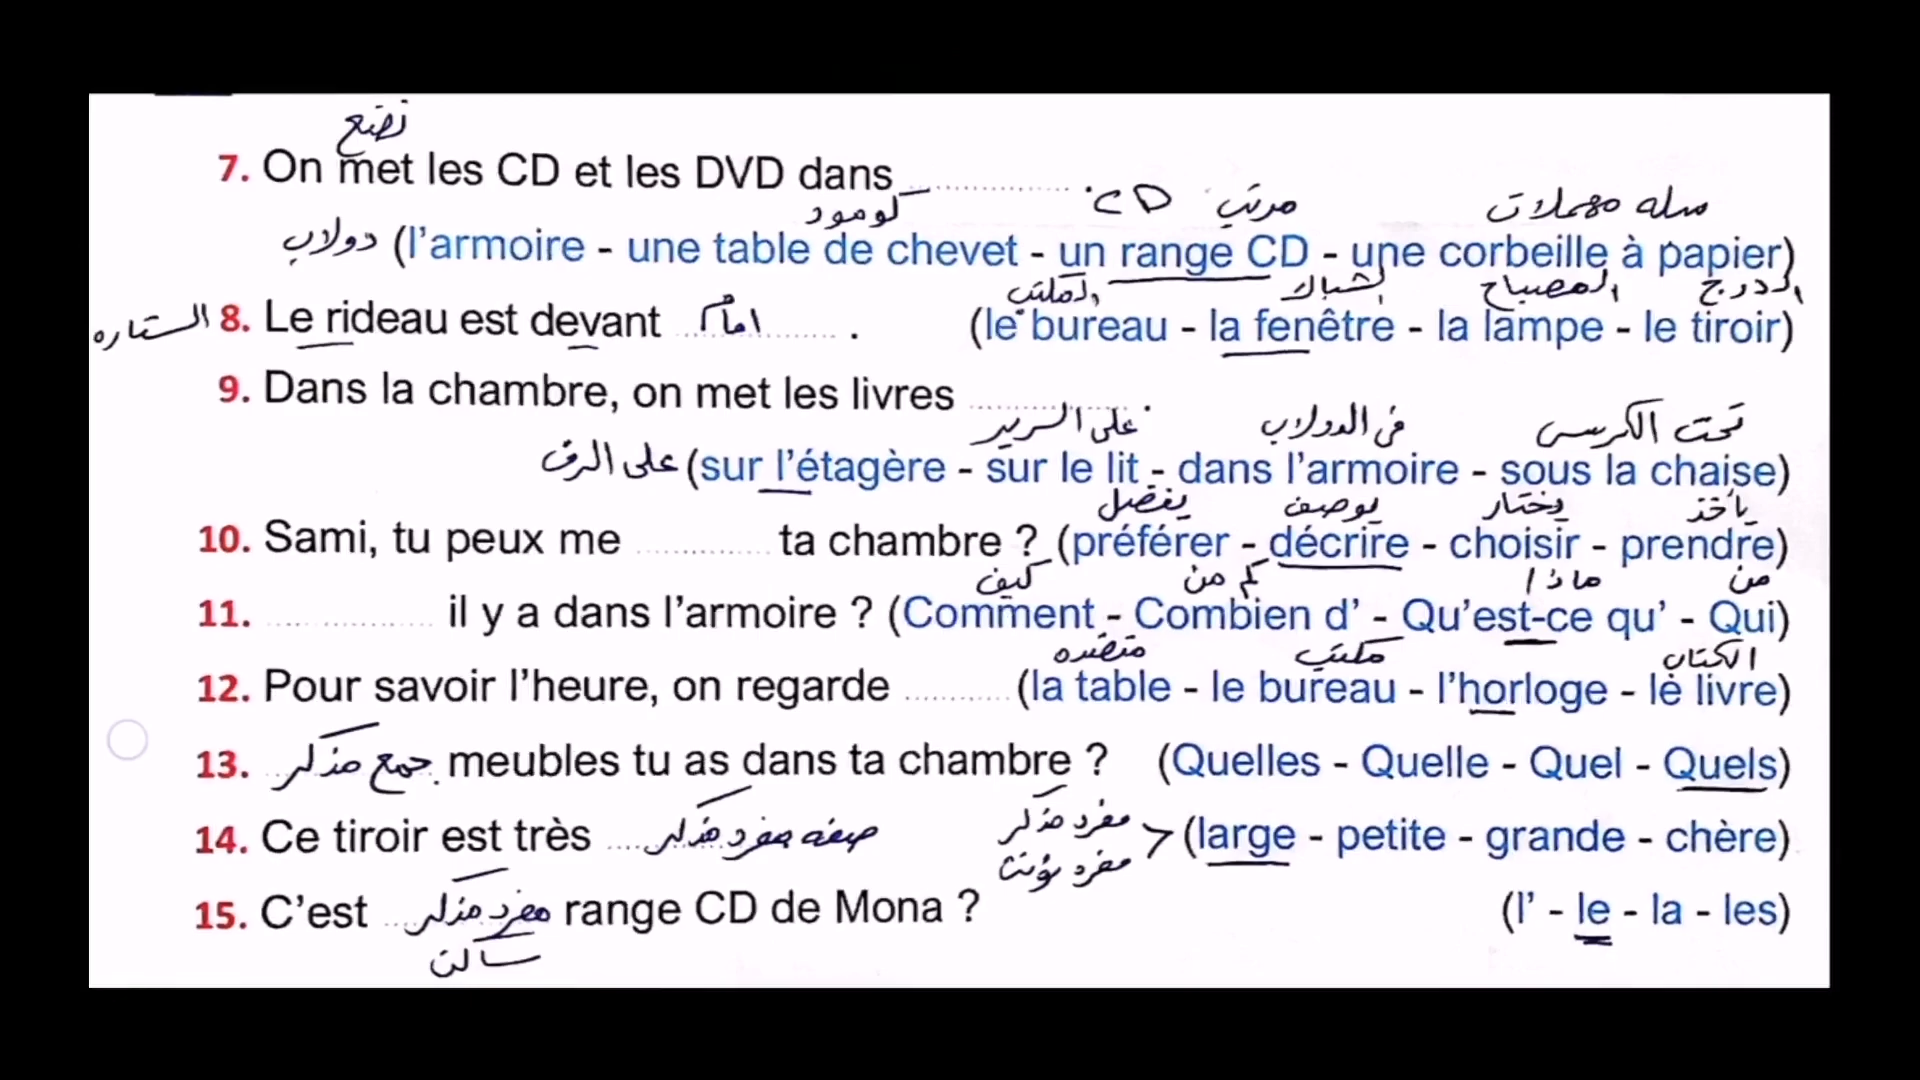 نضع
7. On met les CD et les DVD dans ............... .
كومود مرتب CD سله مهملات
دولاب (l'armoire - une table de chevet - un range CD - une corbeille à papier)
المكتب الشباك المصباح الدرج
الستاره 8. Le rideau est devant ... امام ... . (le bureau - la fenêtre - la lampe - le tiroir)
9. Dans la chambre, on met les livres ............... .
على السرير فى الدولاب تحت الكرسى
على الرف (sur l'étagère - sur le lit - dans l'armoire - sous la chaise)
يفضل يوصف يختار يأخذ
10. Sami, tu peux me ............ ta chambre ? (préférer - décrire - choisir - prendre)
كيف كم من ماذا من
11. ............... il y a dans l'armoire ? (Comment - Combien d' - Qu'est-ce qu' - Qui)
منضده مكتب الكتاب
12. Pour savoir l'heure, on regarde .......... (la table - le bureau - l'horloge - le livre)
13. جمع مذكر meubles tu as dans ta chambre ? (Quelles - Quelle - Quel - Quels)
مفرد مذكر
14. Ce tiroir est très .... صفه مفرد مذكر > (large - petite - grande - chère)
مفرد مؤنث
15. C'est ... مفرد مذكر range CD de Mona ? (l' - le - la - les)
ساكن